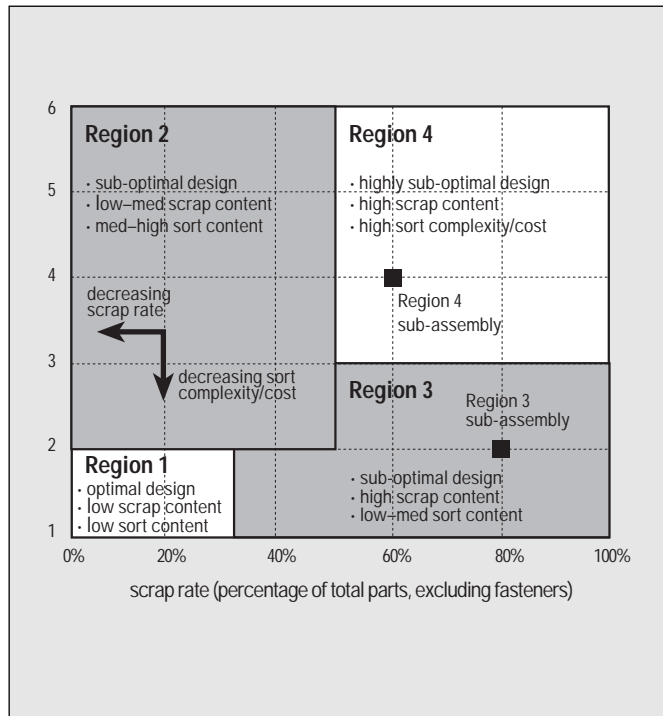 6
5
4
3
2
1
Region 2
· sub-optimal design
· low–med scrap content
· med–high sort content
Region 4
· highly sub-optimal design
· high scrap content
· high sort complexity/cost
decreasing
scrap rate
decreasing sort
complexity/cost
Region 4
sub-assembly
Region 3
Region 3
sub-assembly
· sub-optimal design
· high scrap content
· low–med sort content
Region 1
· optimal design
· low scrap content
· low sort content
0%
20%
40%
60%
80%
100%
scrap rate (percentage of total parts, excluding fasteners)